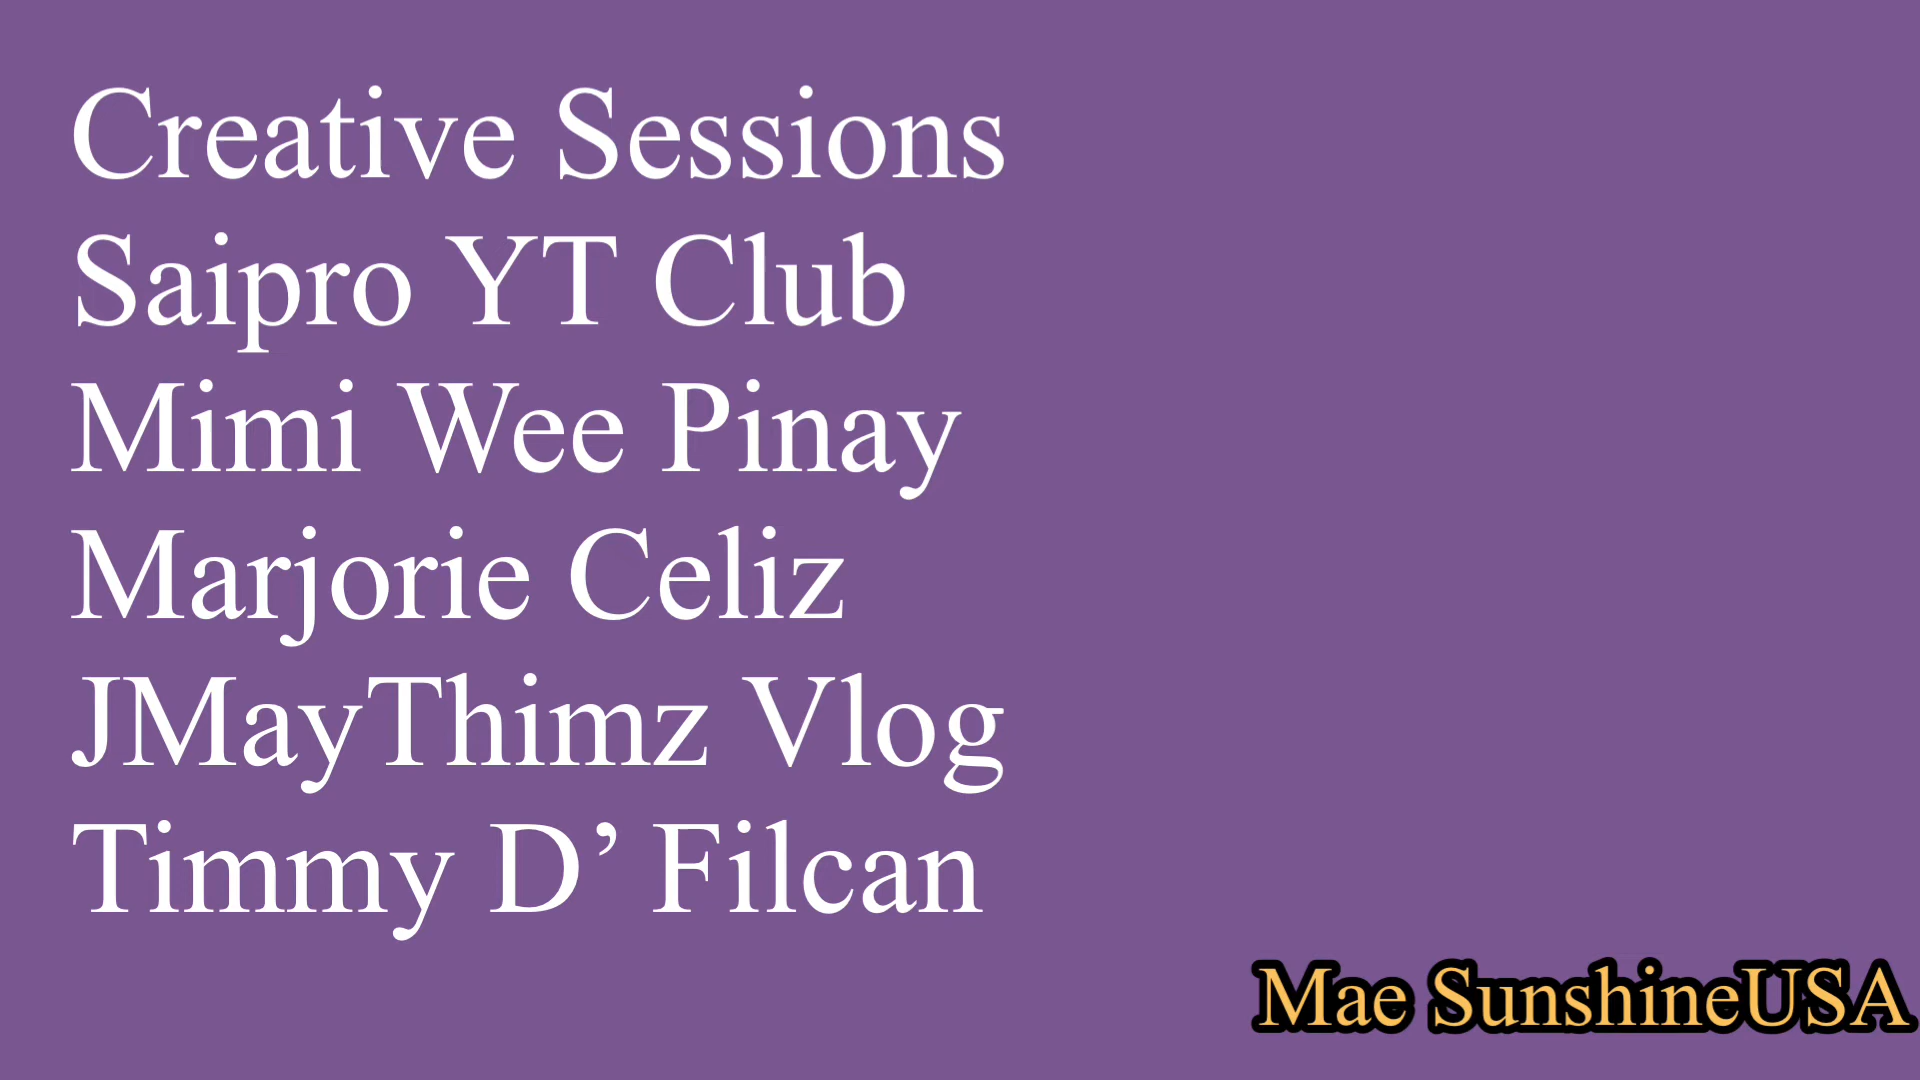 Creative Sessions
Saipro YT Club
Mimi Wee Pinay
Marjorie Celiz
JMayThimz Vlog
Timmy D’ Filcan
Mae SunshineUSA